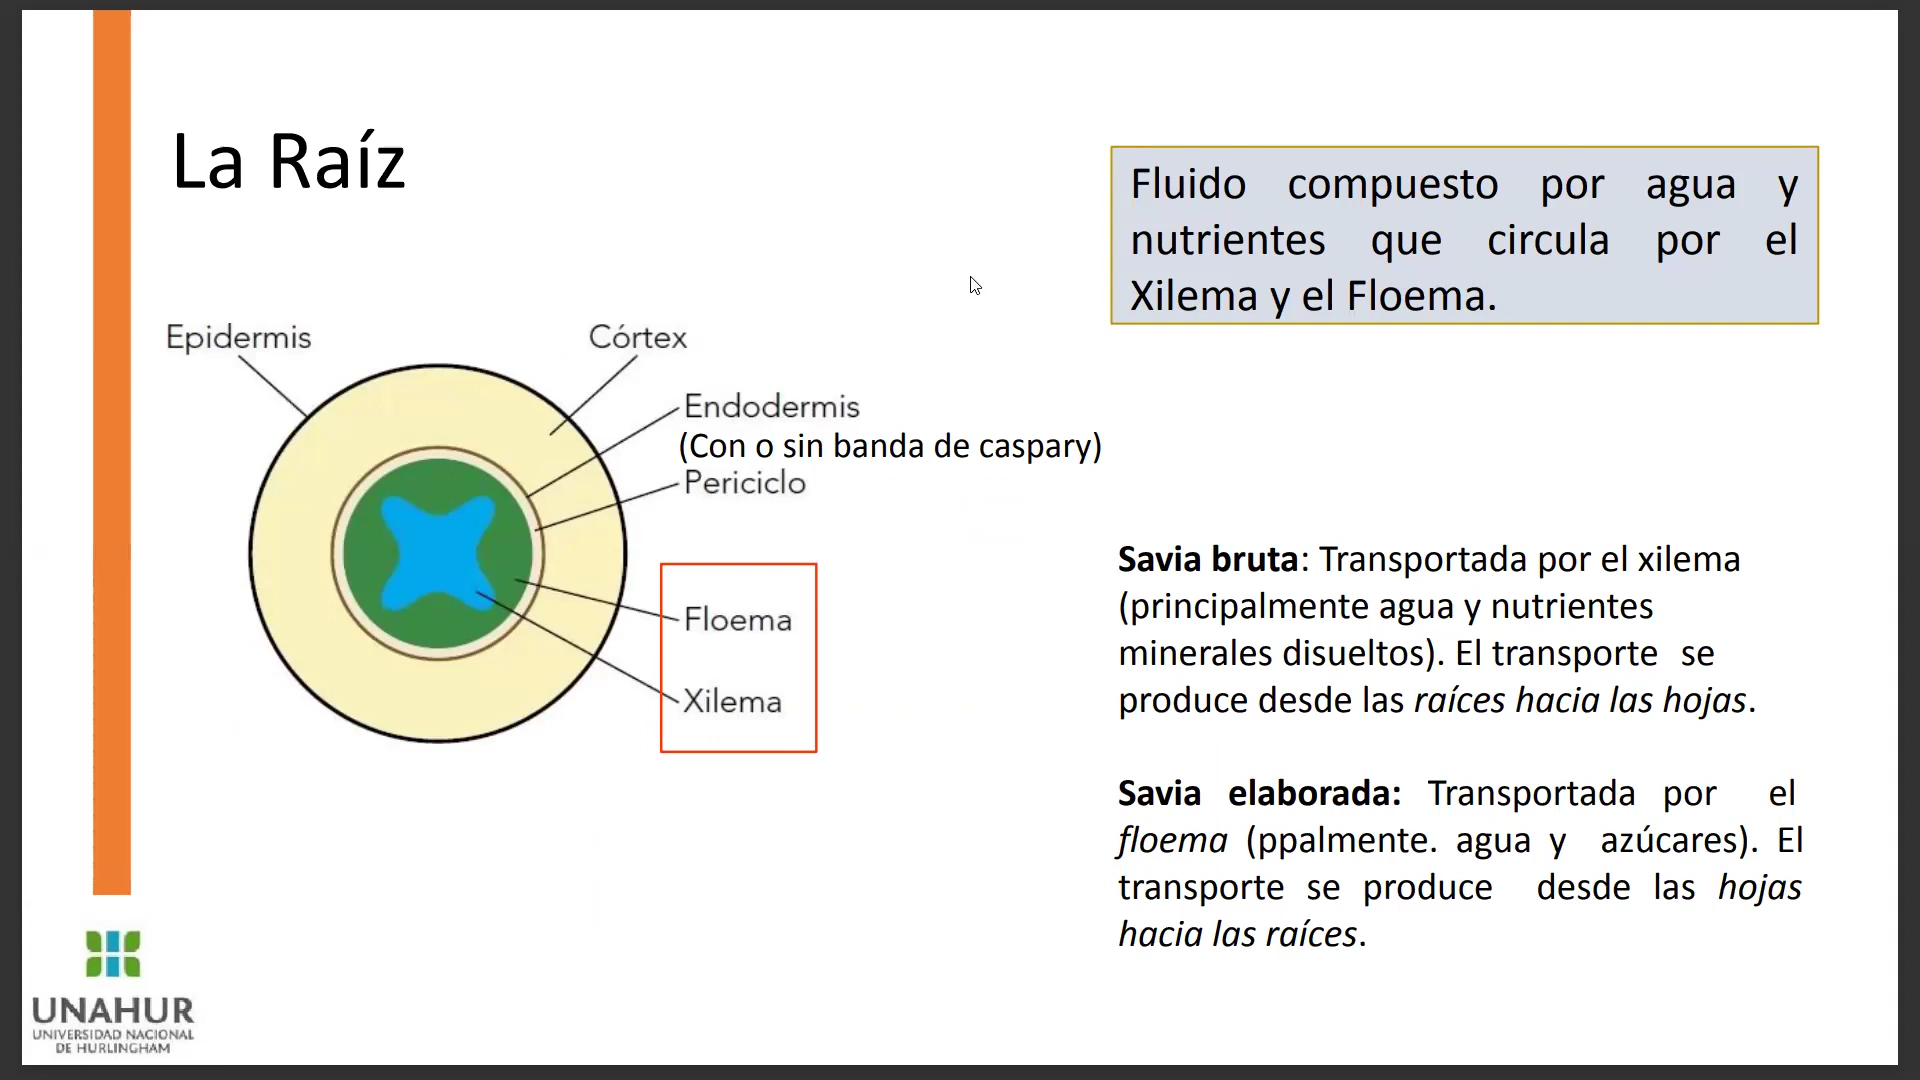 La Raíz
Fluido compuesto por agua y
nutrientes que circula por el
Xilema y el Floema.
Epidermis
Córtex
Endodermis
(Con o sin banda de caspary)
Periciclo
Floema
Xilema
Savia bruta: Transportada por el xilema
(principalmente agua y nutrientes
minerales disueltos). El transporte se
produce desde las raíces hacia las hojas.
Savia elaborada: Transportada por el
floema (ppalmente. agua y azúcares). El
transporte se produce desde las hojas
hacia las raíces.
UNAHUR
UNIVERSIDAD NACIONAL
DE HURLINGHAM